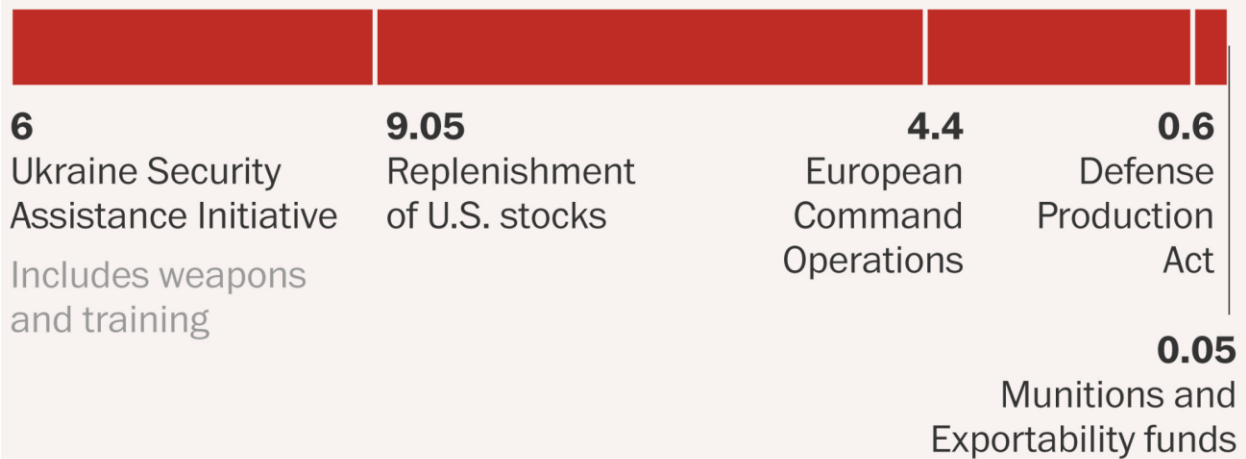 6
Ukraine Security
Assistance Initiative
Includes weapons
and training
9.05
Replenishment
of U.S. stocks
4.4
European
Command
Operations
0.6
Defense
Production
Act
0.05
Munitions and
Exportability funds